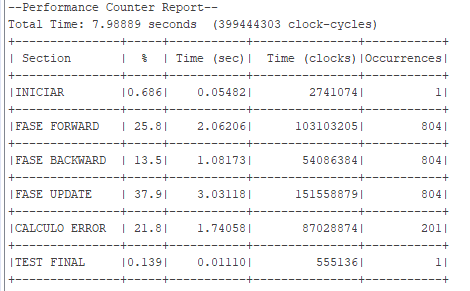 --Performance Counter Report--
Total Time: 7.98889 seconds  (399444303 clock-cycles)
+---------------+-----+-----------+---------------+-----------+
| Section       |  %  | Time (sec)|  Time (clocks)|Occurrences|
+---------------+-----+-----------+---------------+-----------+
|INICIAR        |0.686|    0.05482|        2741074|          1|
+---------------+-----+-----------+---------------+-----------+
|FASE FORWARD   | 25.8|    2.06206|      103103205|        804|
+---------------+-----+-----------+---------------+-----------+
|FASE BACKWARD  | 13.5|    1.08173|       54086384|        804|
+---------------+-----+-----------+---------------+-----------+
|FASE UPDATE    | 37.9|    3.03118|      151558879|        804|
+---------------+-----+-----------+---------------+-----------+
|CALCULO ERROR  | 21.8|    1.74058|       87028874|        201|
+---------------+-----+-----------+---------------+-----------+
|TEST FINAL     |0.139|    0.01110|         555136|          1|
+---------------+-----+-----------+---------------+-----------+